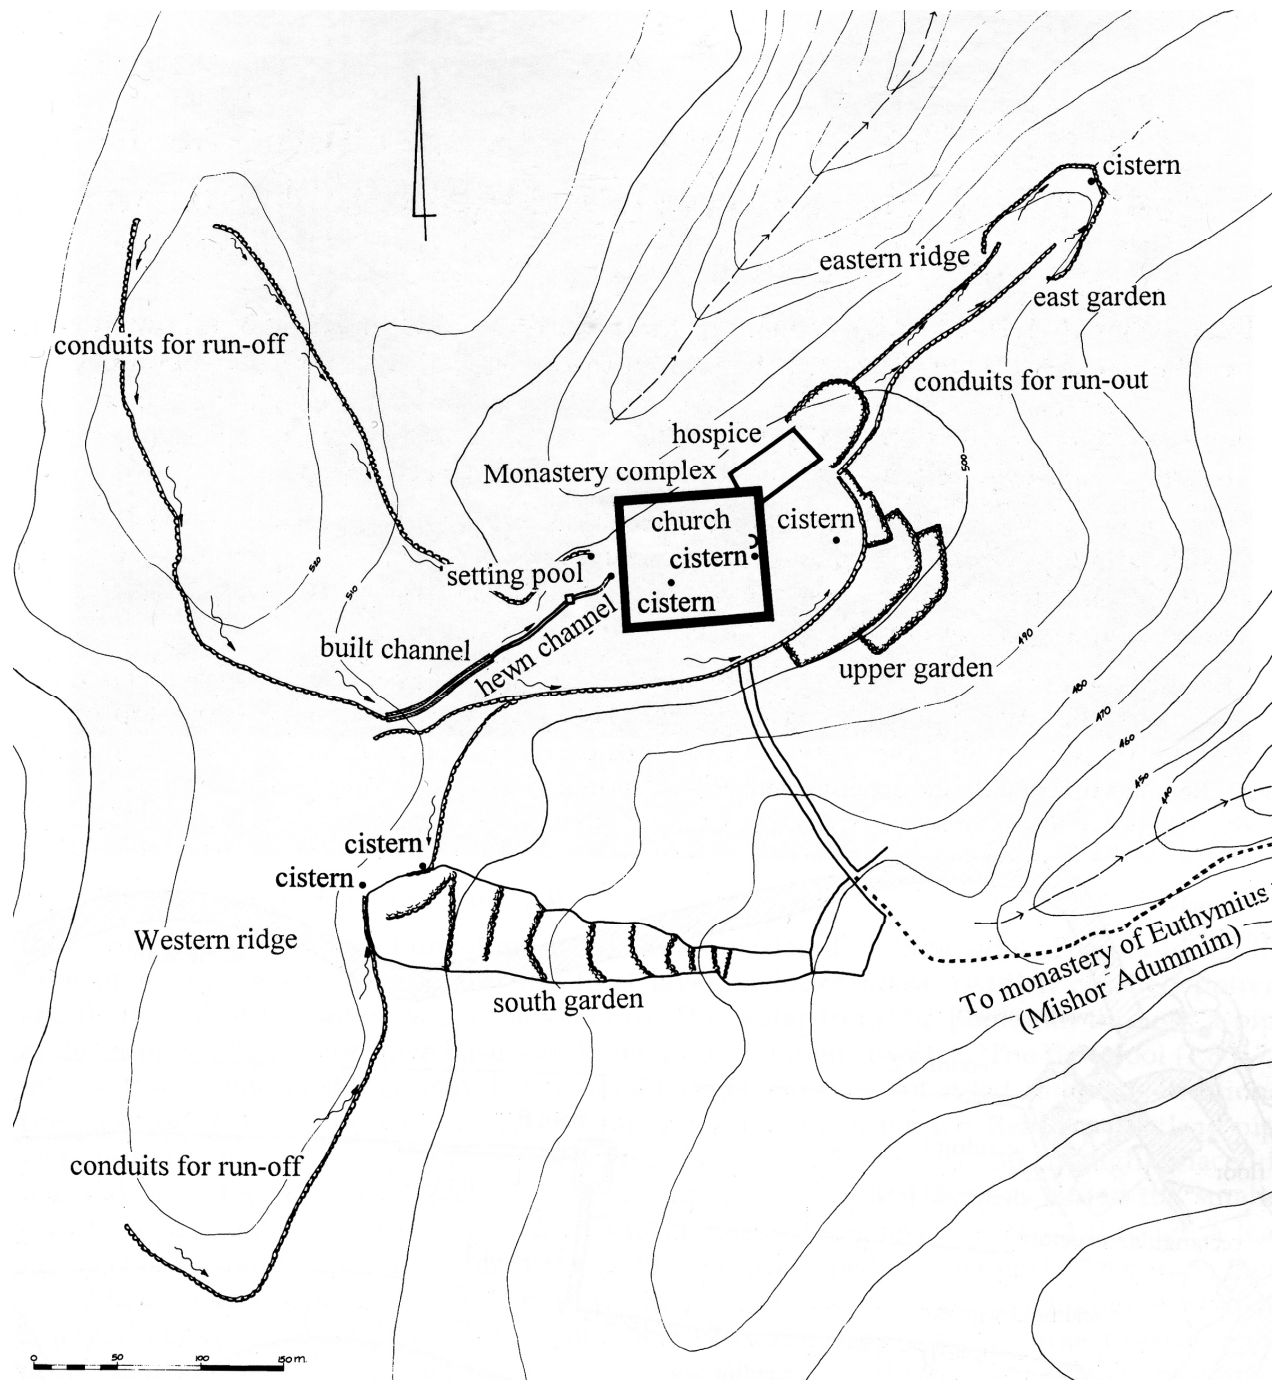 cistern
eastern ridge
east garden
conduits for run-off
conduits for run-out
hospice
Monastery complex
500
church
cistern
cistern
setting pool
520
510
cistern
built channel
hewn channel
upper garden
490
480
470
460
450
cistern
cistern
Western ridge
To monastery of Euthymius
(Mishor Adummim)
south garden
conduits for run-off
0 50 100 150 m.